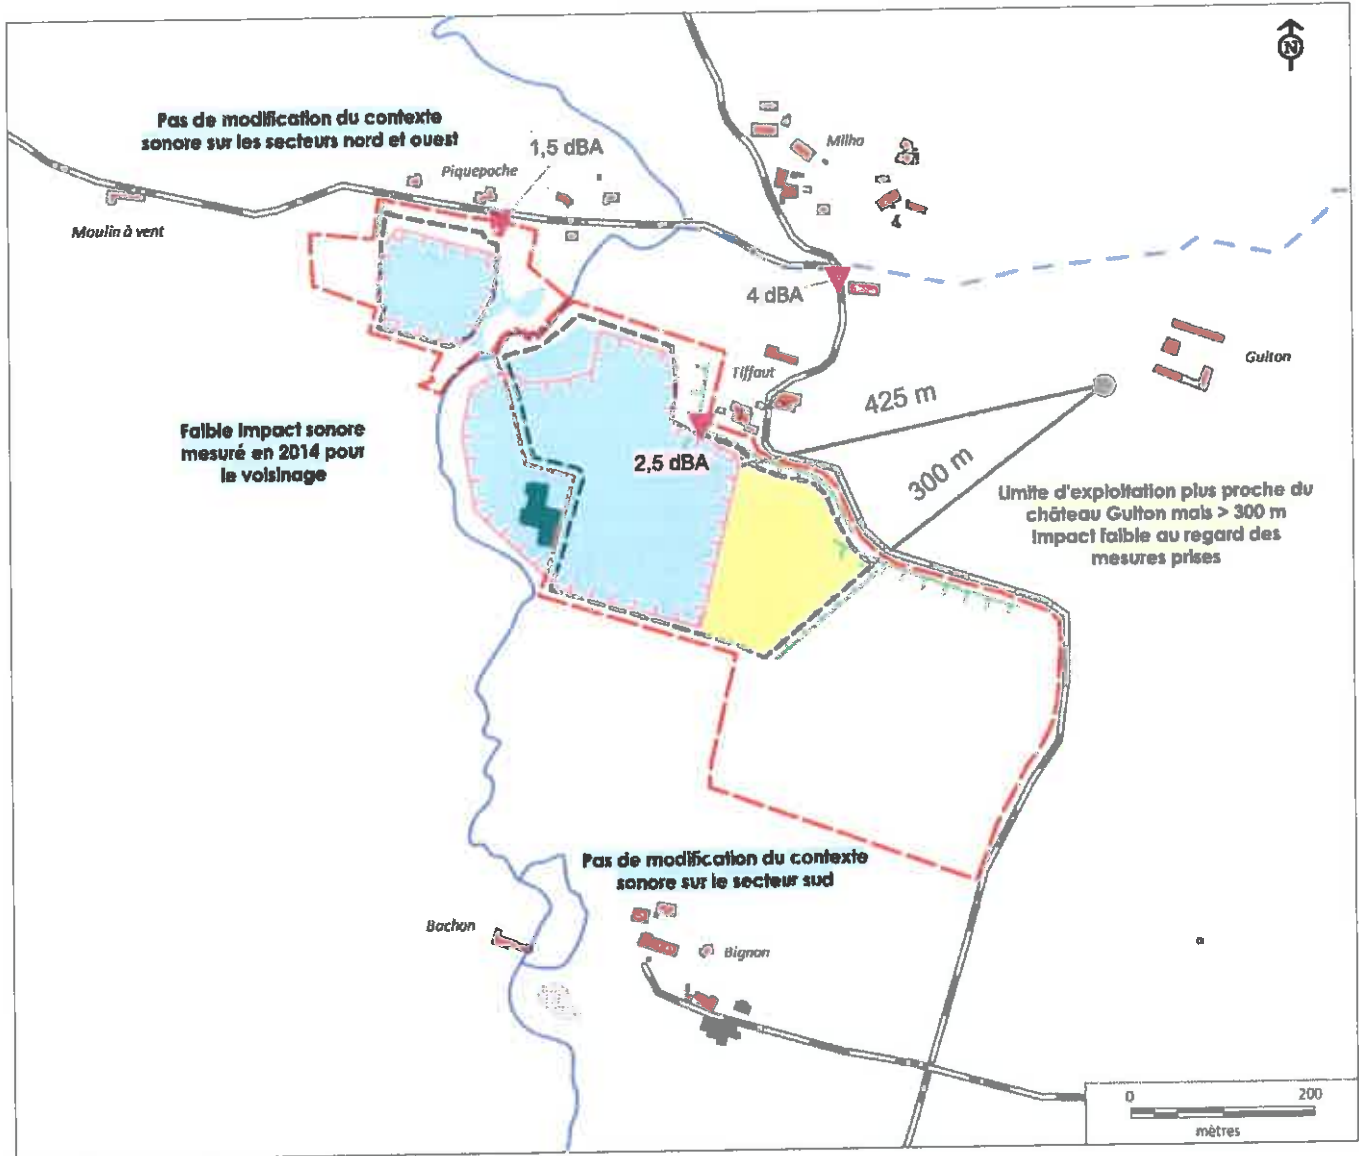 N
Pas de modification du contexte
sonore sur les secteurs nord et ouest
1,5 dBA
Piquepoche
Milha
Moulin à vent
4 dBA
Guiton
Tiffaut
425 m
Faible impact sonore
mesuré en 2014 pour
le voisinage
2,5 dBA
300 m
Limite d'exploitation plus proche du
château Guiton mais > 300 m
Impact faible au regard des
mesures prises
Pas de modification du contexte
sonore sur le secteur sud
Bachon
Bignon
0 200
mètres